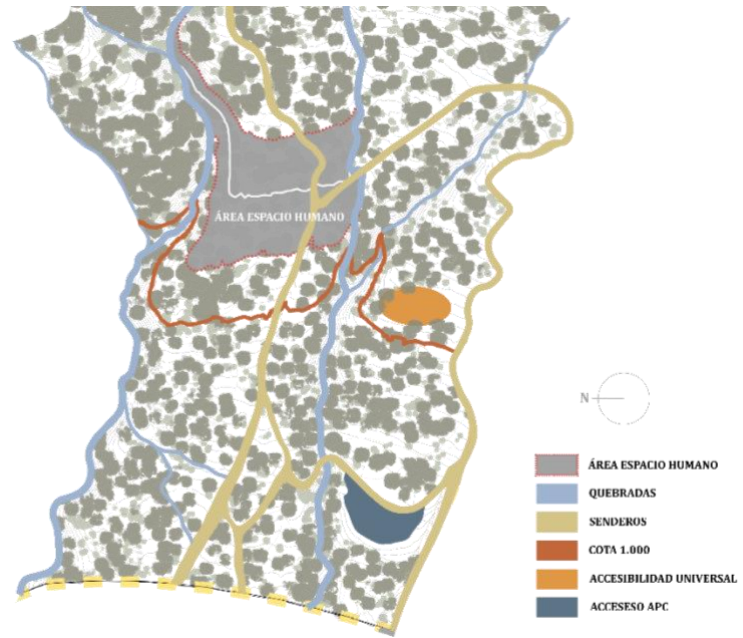 ÁREA ESPACIO HUMANO
N
ÁREA ESPACIO HUMANO
QUEBRADAS
SENDEROS
COTA 1.000
ACCESIBILIDAD UNIVERSAL
ACCESESO APC